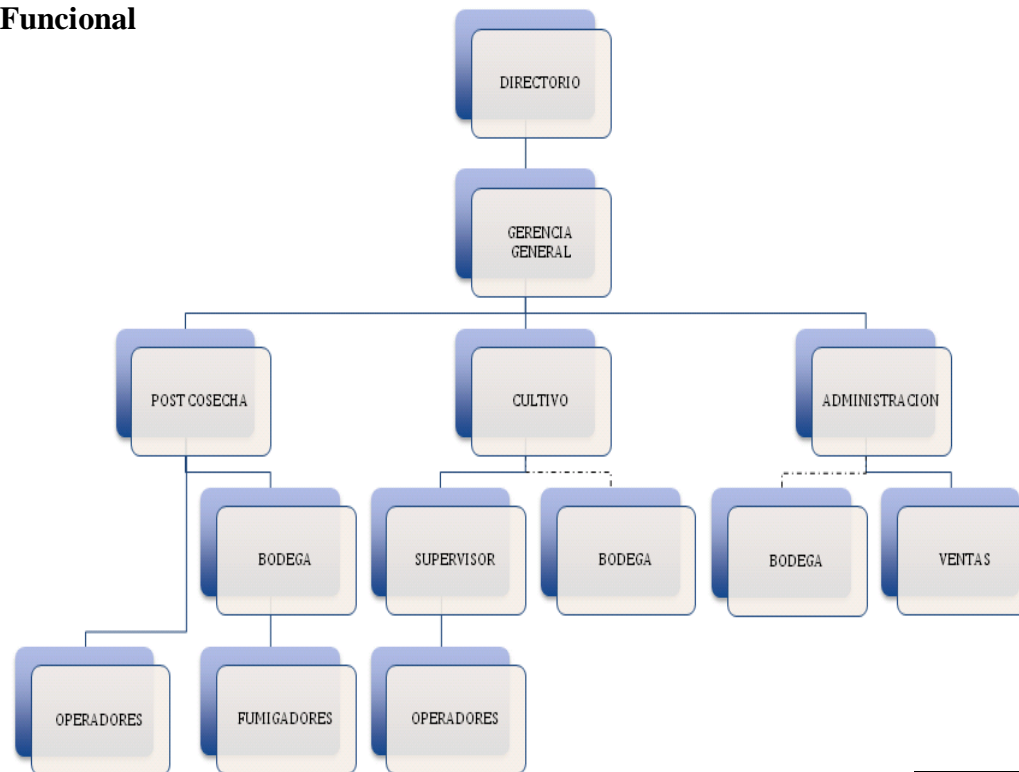 Funcional
DIRECTORIO
GERENCIA
GENERAL
POST COSECHA
CULTIVO
ADMINISTRACION
BODEGA
SUPERVISOR
BODEGA
BODEGA
VENTAS
OPERADORES
FUMIGADORES
OPERADORES